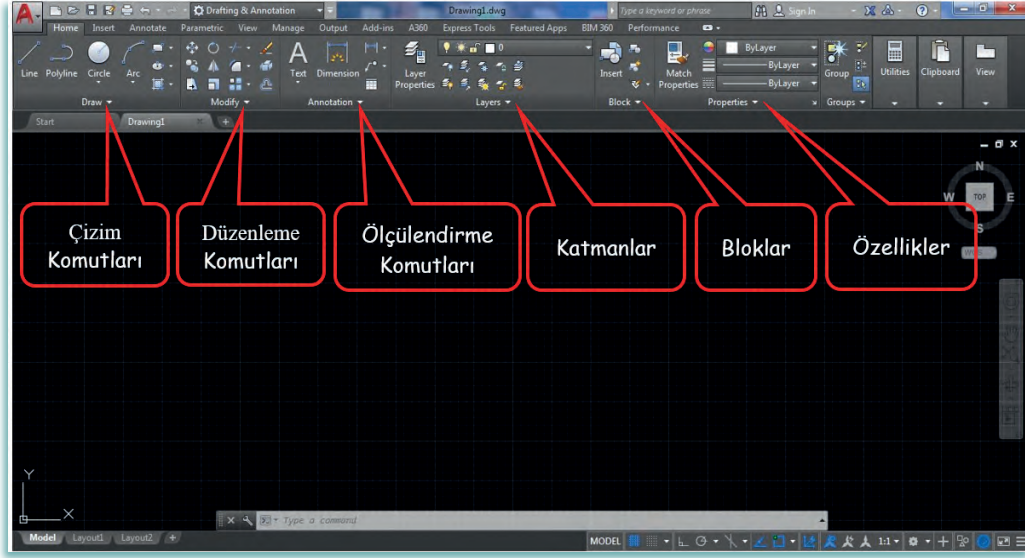 Drafting & Annotation
Drawing1.dwg
Type a keyword or phrase
Sign In
Home Insert Annotate Parametric View Manage Output Add-ins A360 Express Tools Featured Apps BIM 360 Performance
0
ByLayer
Line Polyline Circle Arc
Text Dimension
Layer
Properties
Insert
Match
Properties
ByLayer
ByLayer
Group
Utilities
Clipboard
View
Draw Modify Annotation Layers Block Properties Groups
Start Drawing1
N
W TOP E
S
Çizim
Komutları
Düzenleme
Komutları
Ölçülendirme
Komutları
Katmanlar
Bloklar
Özellikler
Y
X
Type a command
Model Layout1 Layout2
MODEL
1:1